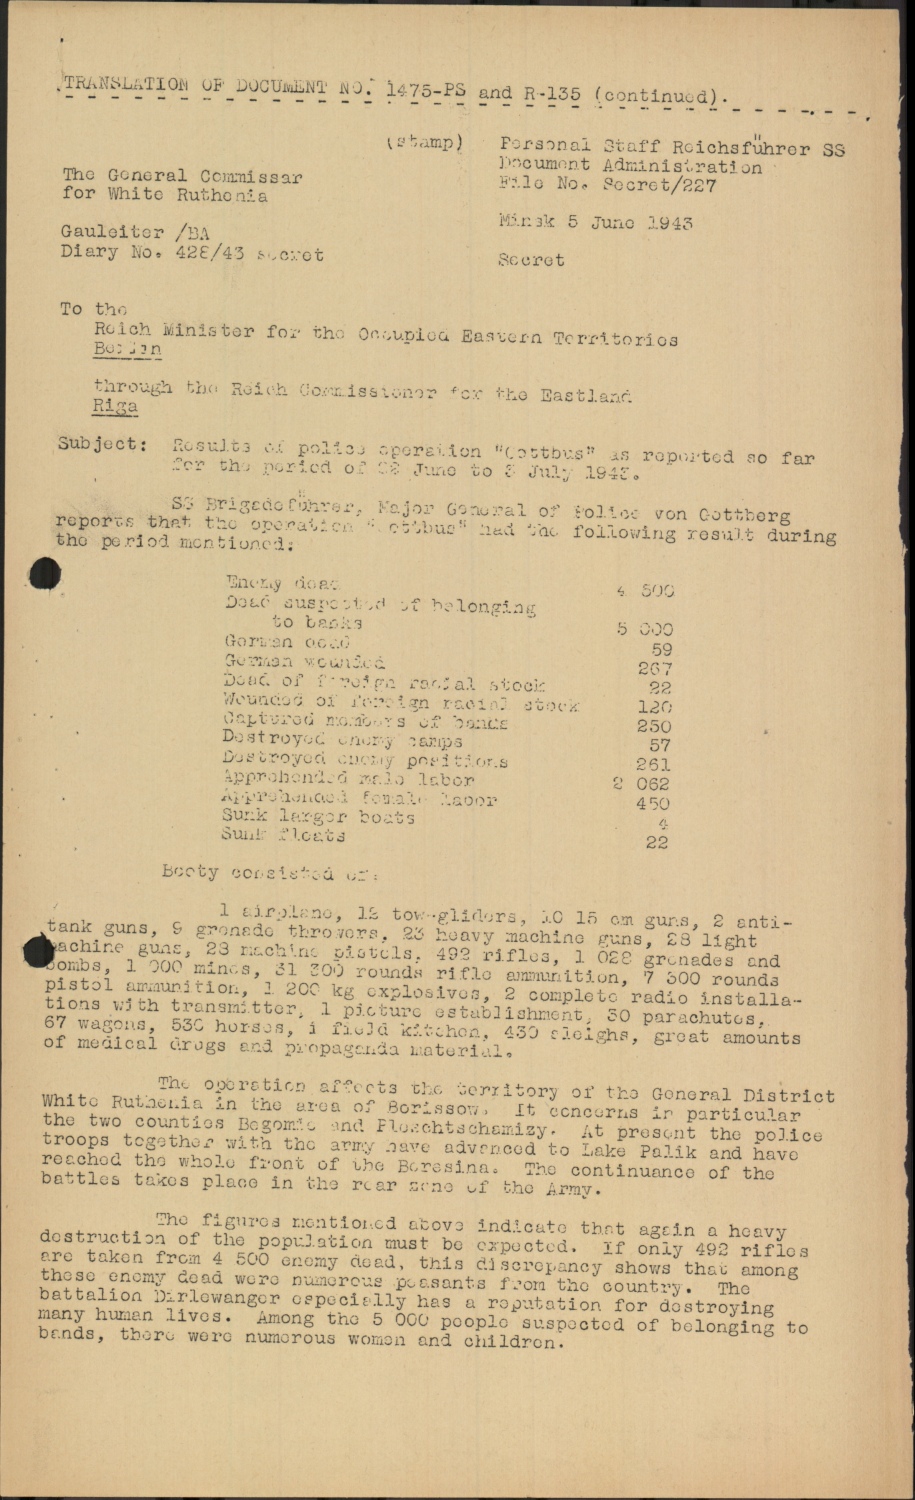 TRANSLATION OF DOCUMENT NO. 1475-PS and R-135 (continued).
(stamp) Personal Staff Reichsführer SS
Document Administration
File No. Secret/227
The General Commissar
for White Ruthenia
Minsk 5 June 1943
Gauleiter /BA
Diary No. 428/43 secret
Secret
To the
Reich Minister for the Occupied Eastern Territories
Berlin
through the Reich Commissioner for the Eastland
Riga
Subject: Results of police operation "Cottbus" as reported so far
for the period of 22 June to 3 July 1943.
SS Brigadeführer, Major General of Police von Gottberg
reports that the operation "Cottbus" had the following result during
the period mentioned:
Enemy dead 4 500
Dead suspected of belonging
to bands 5 000
German dead 59
German wounded 267
Dead of foreign racial stock 22
Wounded of foreign racial stock 120
Captured members of bands 250
Destroyed enemy camps 57
Destroyed enemy positions 261
Apprehended male labor 2 062
Apprehended female labor 450
Sunk larger boats 4
Sunk floats 22
Booty consisted of:
1 airplane, 12 tow-gliders, 10 15 cm guns, 2 anti-
tank guns, 9 grenade throwers, 23 heavy machine guns, 28 light
machine guns, 28 machine pistols, 492 rifles, 1 028 grenades and
bombs, 1 000 mines, 31 300 rounds rifle ammunition, 7 300 rounds
pistol ammunition, 1 200 kg explosives, 2 complete radio installa-
tions with transmitter, 1 picture establishment, 30 parachutes,
67 wagons, 530 horses, 1 field kitchen, 430 sleighs, great amounts
of medical drugs and propaganda material.
The operation affects the territory of the General District
White Ruthenia in the area of Borissow. It concerns in particular
the two counties Begomie and Pleschtschamizy. At present the police
troops together with the army have advanced to Lake Palik and have
reached the whole front of the Beresina. The continuance of the
battles takes place in the rear zone of the Army.
The figures mentioned above indicate that again a heavy
destruction of the population must be expected. If only 492 rifles
are taken from 4 500 enemy dead, this discrepancy shows that among
these enemy dead were numerous peasants from the country. The
battalion Dirlewanger especially has a reputation for destroying
many human lives. Among the 5 000 people suspected of belonging to
bands, there were numerous women and children.